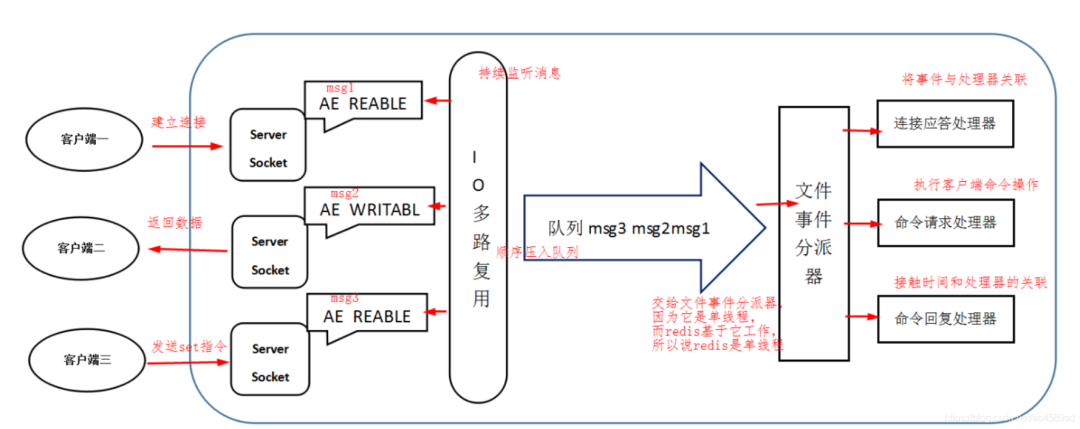 持续监听消息
msg1
AE REABLE
将事件与处理器关联
建立连接
客户端一
Server
Socket
连接应答处理器
I
O
多
路
复
用
msg2
AE WRITABL
执行客户端命令操作
返回数据
客户端二
Server
Socket
队列 msg3 msg2msg1
顺序压入队列
文件
事件
分派
器
命令请求处理器
msg3
AE REABLE
接触时间和处理器的关联
交给文件事件分派器,
因为它是单线程,
而redis基于它工作,
所以说redis是单线程
命令回复处理器
发送set指令
客户端三
Server
Socket